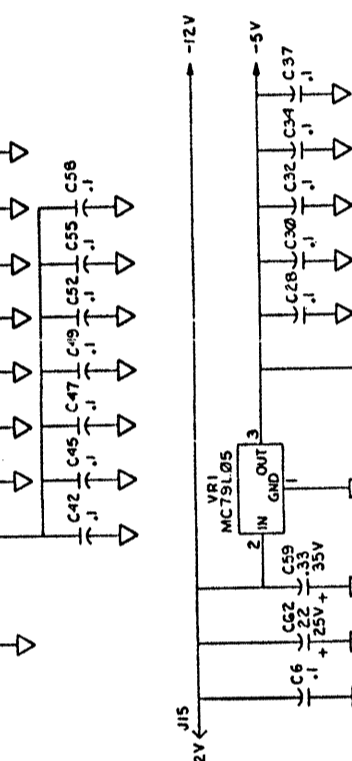 -12V
-5V
C37
.1
C34
.1
C32
.1
C30
.1
C28
.1
C58
.1
C55
.1
C52
.1
C49
.1
C47
.1
C45
.1
C42
.1
VR1
MC79L05
2
IN
OUT
3
GND
1
C59
.33
35V
+
C62
22
25V
+
C6
.1
J15
2V